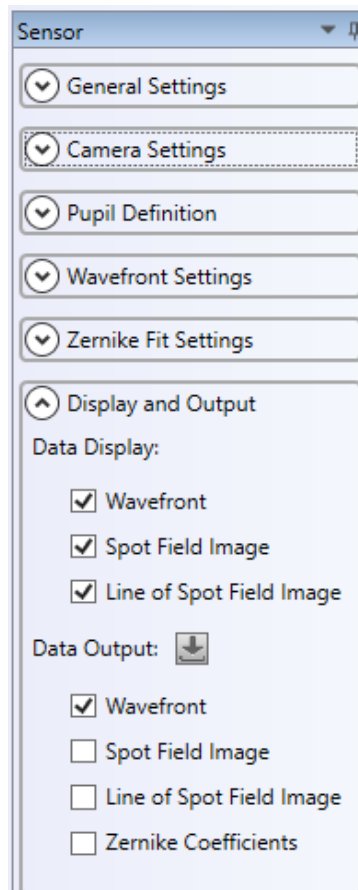 Sensor
General Settings
Camera Settings
Pupil Definition
Wavefront Settings
Zernike Fit Settings
Display and Output
Data Display:
Wavefront
Spot Field Image
Line of Spot Field Image
Data Output:
Wavefront
Spot Field Image
Line of Spot Field Image
Zernike Coefficients